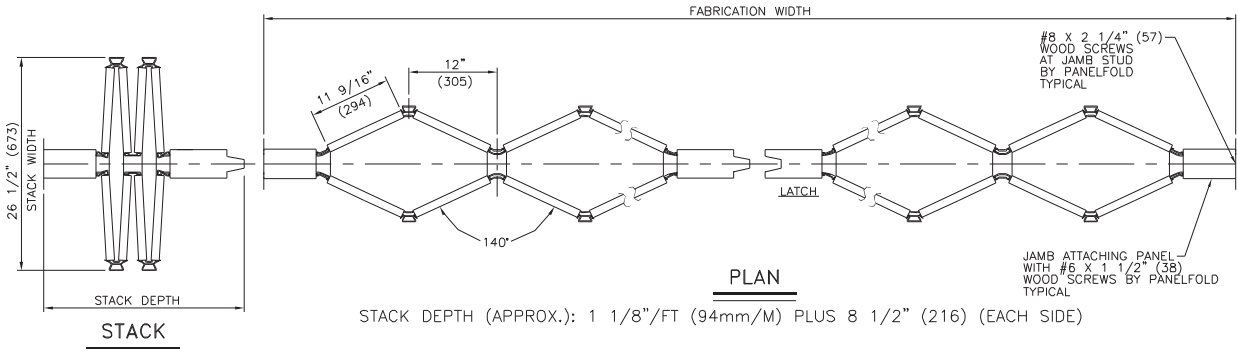 FABRICATION WIDTH
#8 X 2 1/4" (57)
WOOD SCREWS
AT JAMB STUD
BY PANELFOLD
TYPICAL
12"
(305)
11 9/16"
(294)
26 1/2" (673)
STACK WIDTH
LATCH
140°
JAMB ATTACHING PANEL
WITH #6 X 1 1/2" (38)
WOOD SCREWS BY PANELFOLD
TYPICAL
STACK DEPTH
PLAN
STACK
STACK DEPTH (APPROX.): 1 1/8"/FT (94mm/M) PLUS 8 1/2" (216) (EACH SIDE)